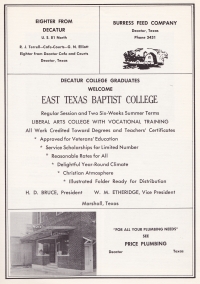 EIGHTER FROM
DECATUR
U. S. 81 North
R. J. Terrell—Cafe-Courts—G. N. Elliott
Eighter from Decatur Cafe and Courts
Decatur, Texas
BURRESS FEED COMPANY
Decatur, Texas
Phone 2421
DECATUR COLLEGE GRADUATES
WELCOME
EAST TEXAS BAPTIST COLLEGE
Regular Session and Two Six-Weeks Summer Terms
LIBERAL ARTS COLLEGE WITH VOCATIONAL TRAINING
All Work Credited Toward Degrees and Teachers' Certificates
* Approved for Veterans' Education
* Service Scholarships for Limited Number
* Reasonable Rates for All
* Delightful Year-Round Climate
* Christian Atmosphere
* Illustrated Folder Ready for Distribution
H. D. BRUCE, President W. M. ETHERIDGE, Vice President
Marshall, Texas
"FOR ALL YOUR PLUMBING NEEDS"
SEE
PRICE PLUMBING
Decatur Texas